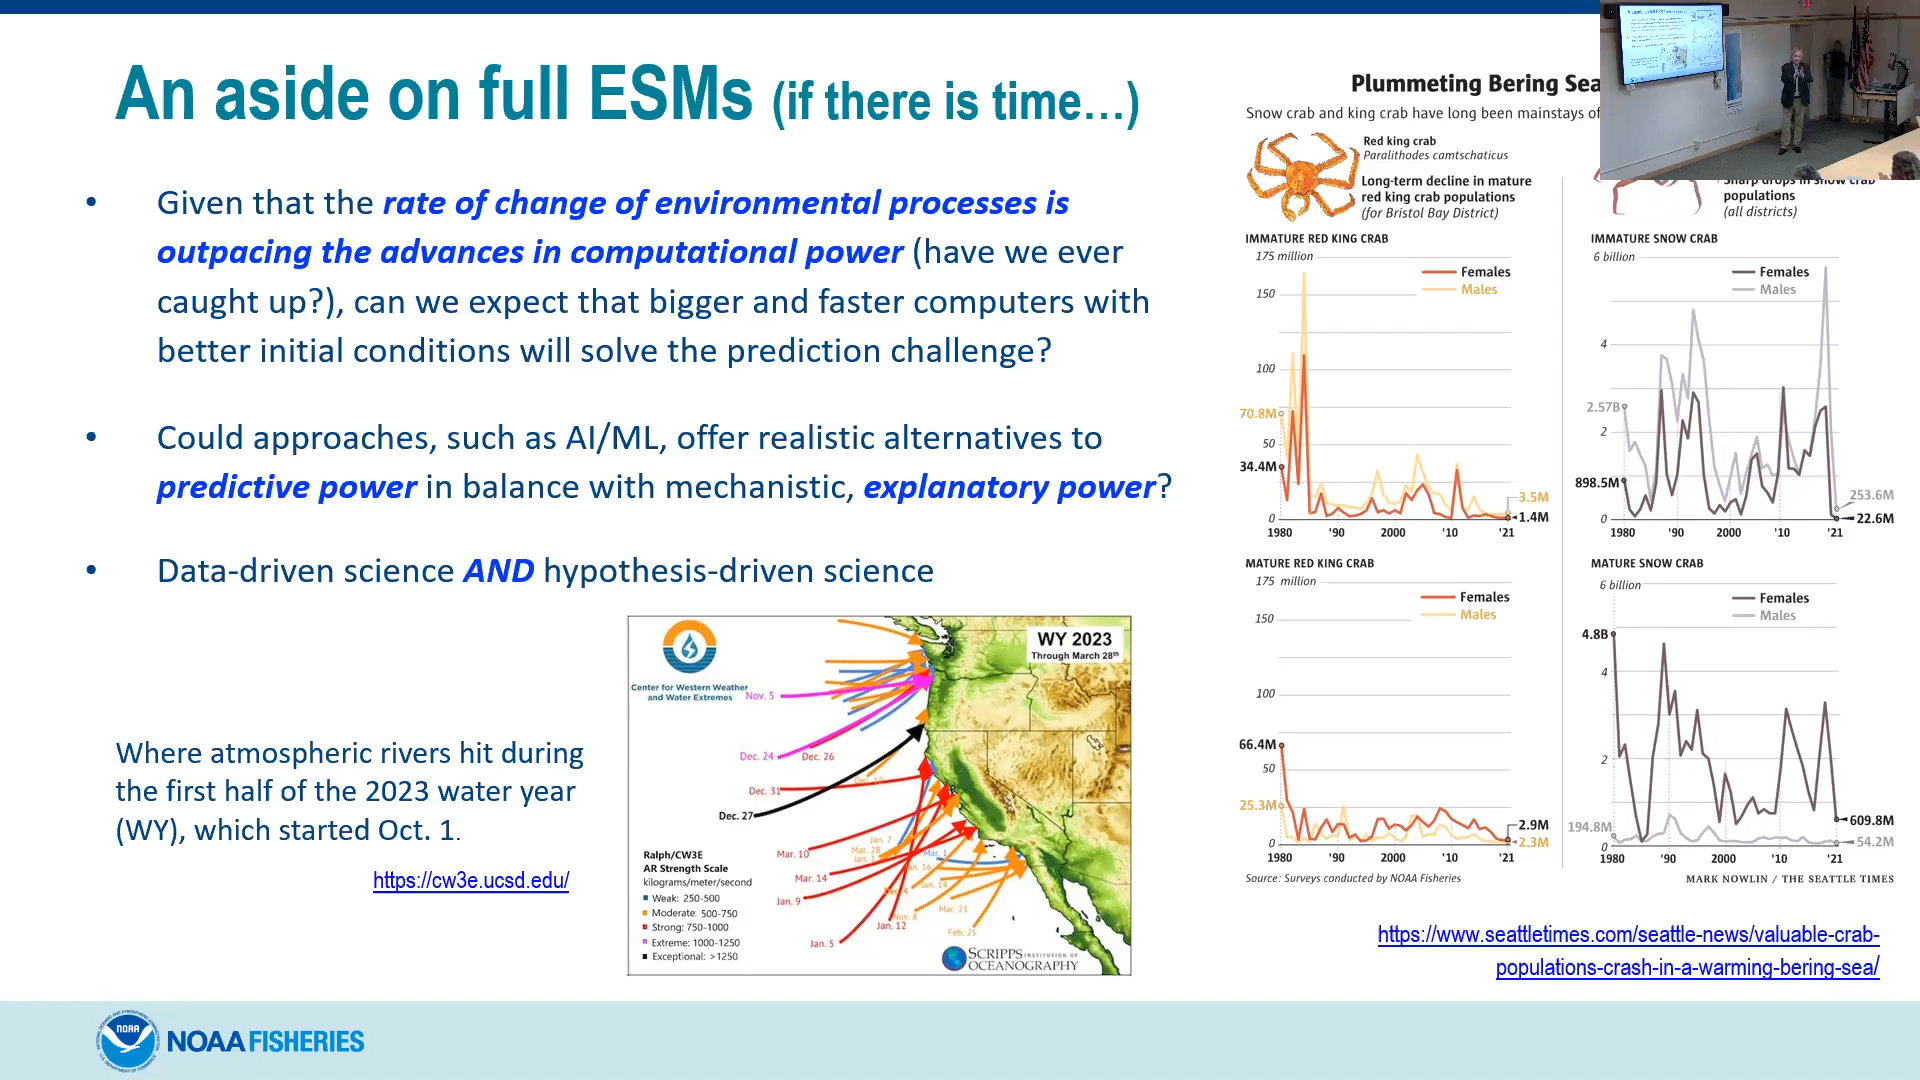 An aside on full ESMs (if there is time…)
• Given that the rate of change of environmental processes is
outpacing the advances in computational power (have we ever
caught up?), can we expect that bigger and faster computers with
better initial conditions will solve the prediction challenge?
• Could approaches, such as AI/ML, offer realistic alternatives to
predictive power in balance with mechanistic, explanatory power?
• Data-driven science AND hypothesis-driven science
Where atmospheric rivers hit during
the first half of the 2023 water year
(WY), which started Oct. 1.
https://cw3e.ucsd.edu/
Center for Western Weather
and Water Extremes
WY 2023
Through March 28th
Nov. 5
Dec. 24
Dec. 26
Dec. 31
Dec. 27
Jan. 7
Mar. 28
Mar. 10
Mar. 1
Mar. 14
Jan. 14
Jan. 9
Nov. 8
Mar. 21
Jan. 12
Feb. 25
Jan. 5
Ralph/CW3E
AR Strength Scale
kilograms/meter/second
Weak: 250-500
Moderate: 500-750
Strong: 750-1000
Extreme: 1000-1250
Exceptional: >1250
SCRIPPS INSTITUTION OF
OCEANOGRAPHY
Plummeting Bering Sea
Snow crab and king crab have long been mainstays of
Red king crab
Paralithodes camtschaticus
Long-term decline in mature
red king crab populations
(for Bristol Bay District)
IMMATURE RED KING CRAB
175 million
Females
Males
150
100
70.8M
50
34.4M
3.5M
0
1.4M
1980 '90 2000 '10 '21
MATURE RED KING CRAB
175 million
Females
Males
150
100
66.4M
50
25.3M
2.9M
0
2.3M
1980 '90 2000 '10 '21
Source: Surveys conducted by NOAA Fisheries
Sharp drops in snow crab
populations
(all districts)
IMMATURE SNOW CRAB
6 billion
Females
Males
4
2.57B
2
898.5M
253.6M
0
22.6M
1980 '90 2000 '10 '21
MATURE SNOW CRAB
6 billion
Females
Males
4.8B
4
2
194.8M
609.8M
0
54.2M
1980 '90 2000 '10 '21
MARK NOWLIN / THE SEATTLE TIMES
https://www.seattletimes.com/seattle-news/valuable-crab-
populations-crash-in-a-warming-bering-sea/
NOAA
NOAA FISHERIES